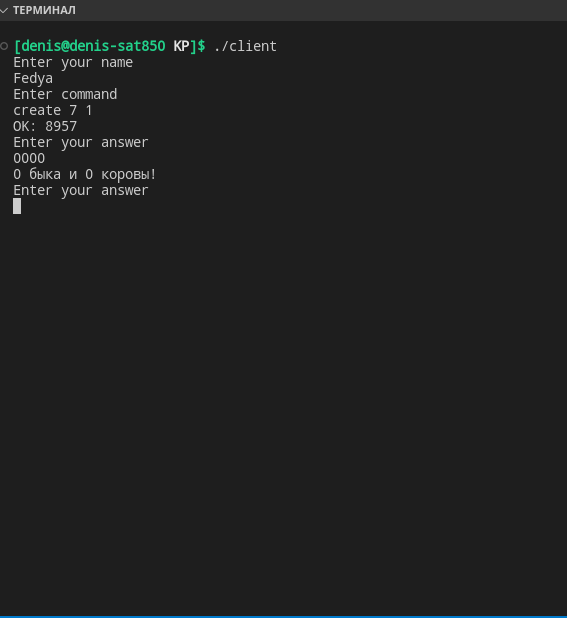 ТЕРМИНАЛ
[denis@denis-sat850 КР]$ ./client
Enter your name
Fedya
Enter command
create 7 1
OK: 8957
Enter your answer
0000
0 быка и 0 коровы!
Enter your answer